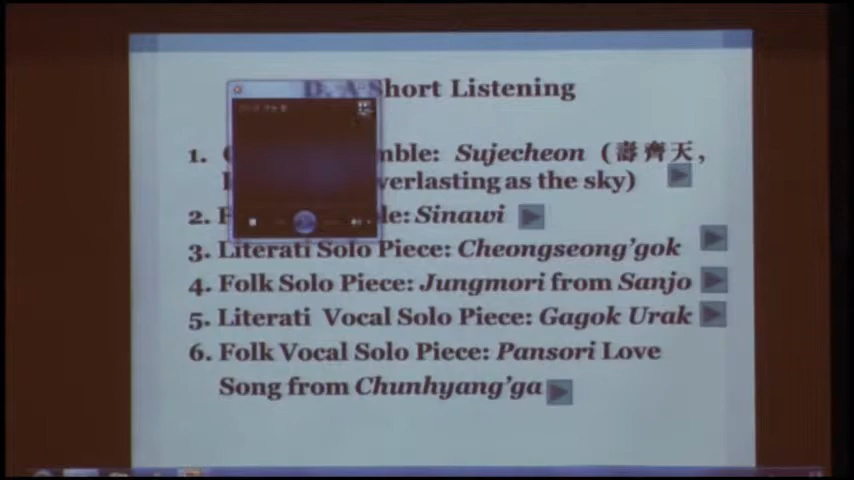 D. A Short Listening
1. mble: Sujecheon (壽齊天,
verlasting as the sky)
2. F le: Sinawi
3. Literati Solo Piece: Cheongseong'gok
4. Folk Solo Piece: Jungmori from Sanjo
5. Literati Vocal Solo Piece: Gagok Urak
6. Folk Vocal Solo Piece: Pansori Love
Song from Chunhyang'ga